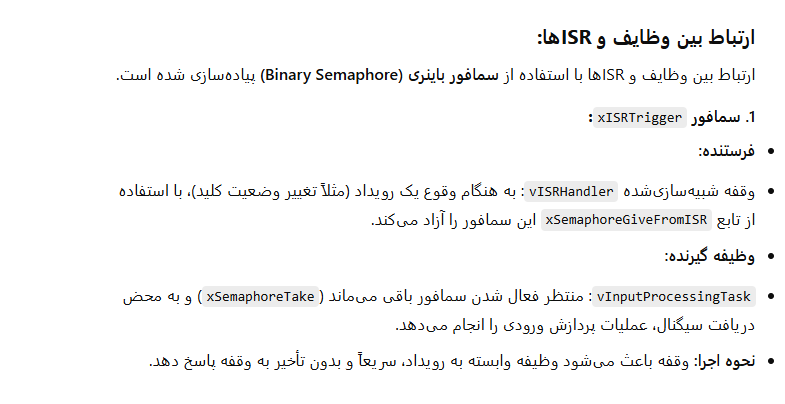 ارتباط بین وظایف و ISRها:
ارتباط بین وظایف و ISRها با استفاده از سمافور باینری (Binary Semaphore) پیاده‌سازی شده است.
1. سمافور xISRTrigger:
فرستنده:
وقفه شبیه‌سازی‌شده vISRHandler: به هنگام وقوع یک رویداد (مثلاً تغییر وضعیت کلید)، با استفاده
از تابع xSemaphoreGiveFromISR این سمافور را آزاد می‌کند.
وظیفه گیرنده:
vInputProcessingTask: منتظر فعال شدن سمافور باقی می‌ماند (xSemaphoreTake) و به محض
دریافت سیگنال، عملیات پردازش ورودی را انجام می‌دهد.
نحوه اجرا: وقفه باعث می‌شود وظیفه وابسته به رویداد، سریعاً و بدون تأخیر به وقفه پاسخ دهد.